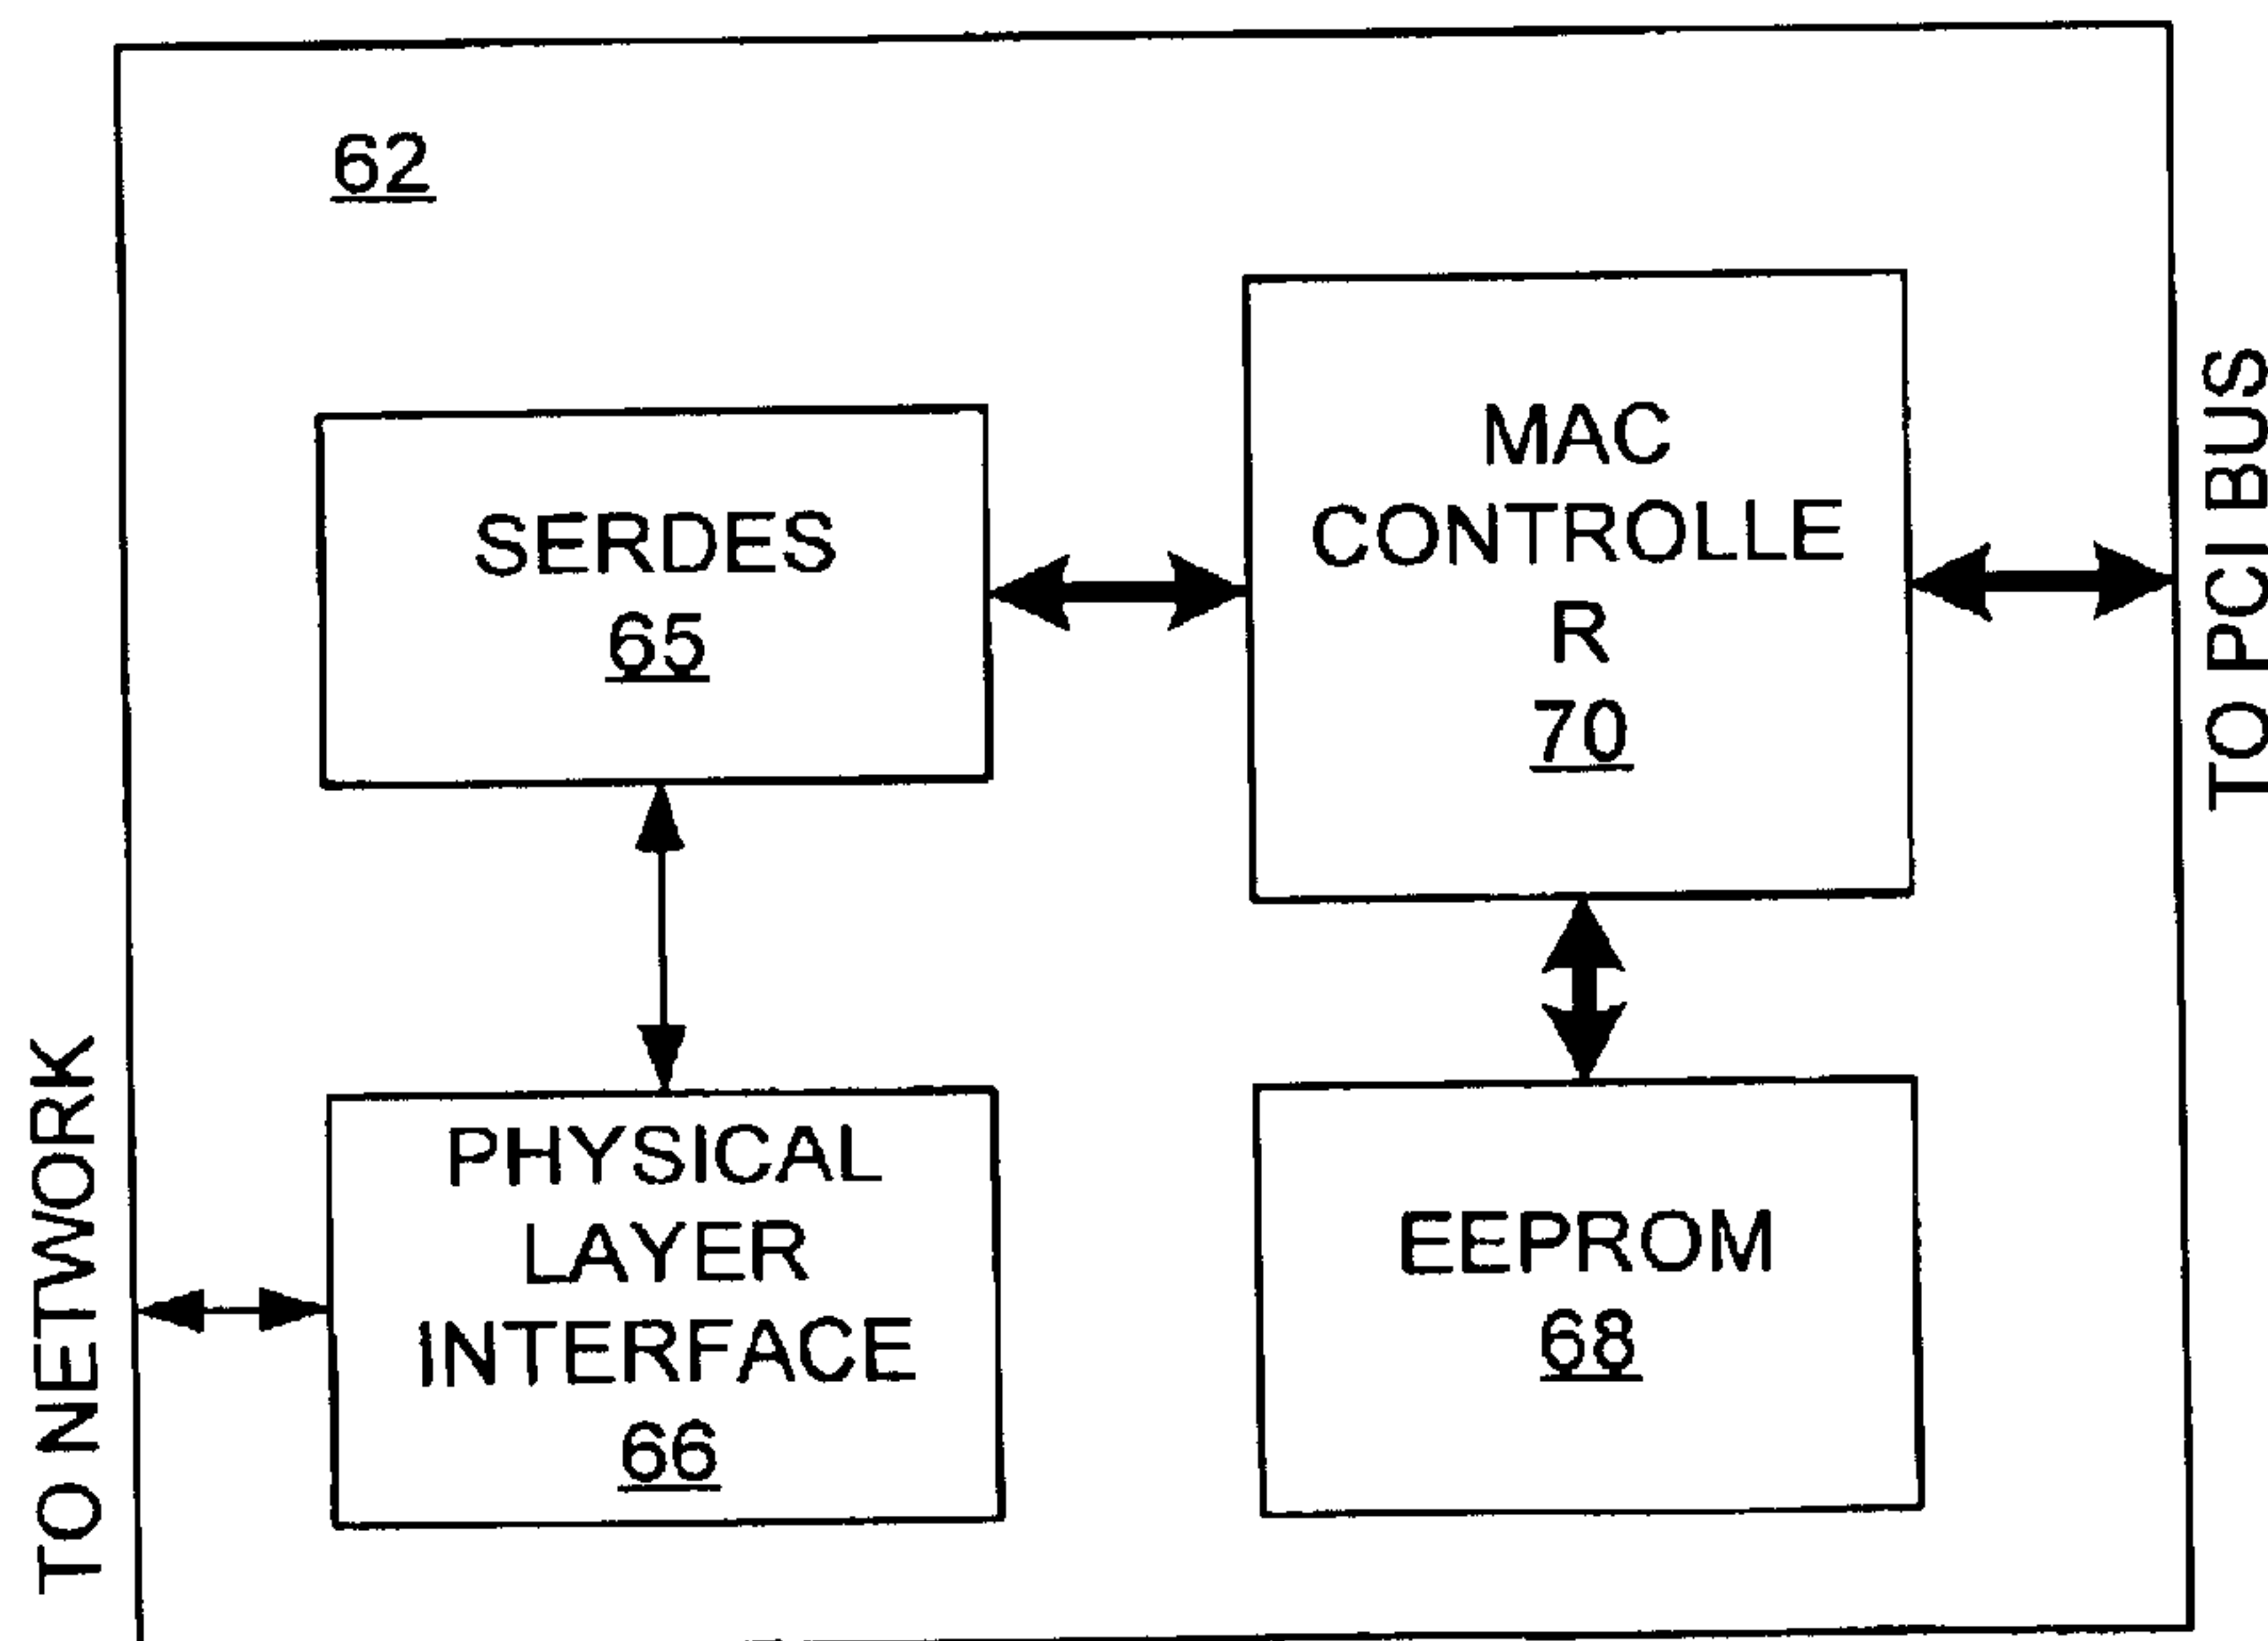 62
SERDES
65
MAC
CONTROLLE
R
70
TO PCI BUS
PHYSICAL
LAYER
INTERFACE
66
EEPROM
68
TO NETWORK